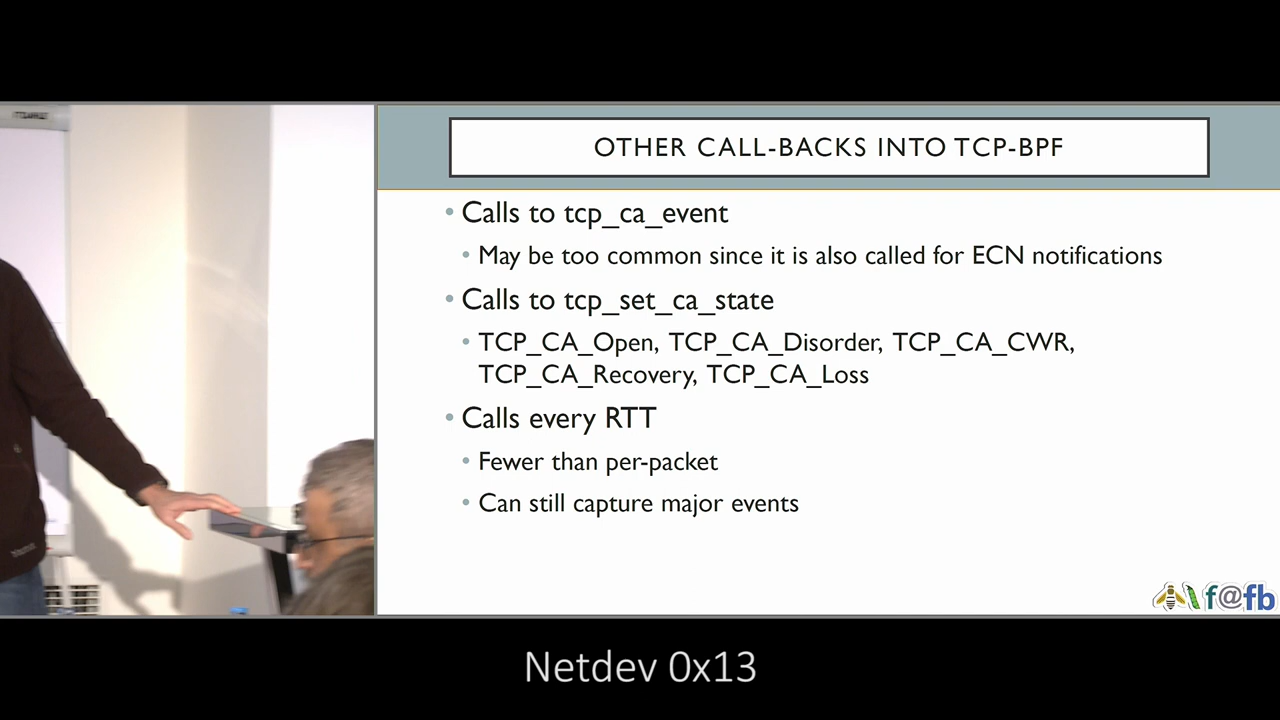 OTHER CALL-BACKS INTO TCP-BPF
• Calls to tcp_ca_event
• May be too common since it is also called for ECN notifications
• Calls to tcp_set_ca_state
• TCP_CA_Open, TCP_CA_Disorder, TCP_CA_CWR,
TCP_CA_Recovery, TCP_CA_Loss
• Calls every RTT
• Fewer than per-packet
• Can still capture major events
f@fb
Netdev 0x13